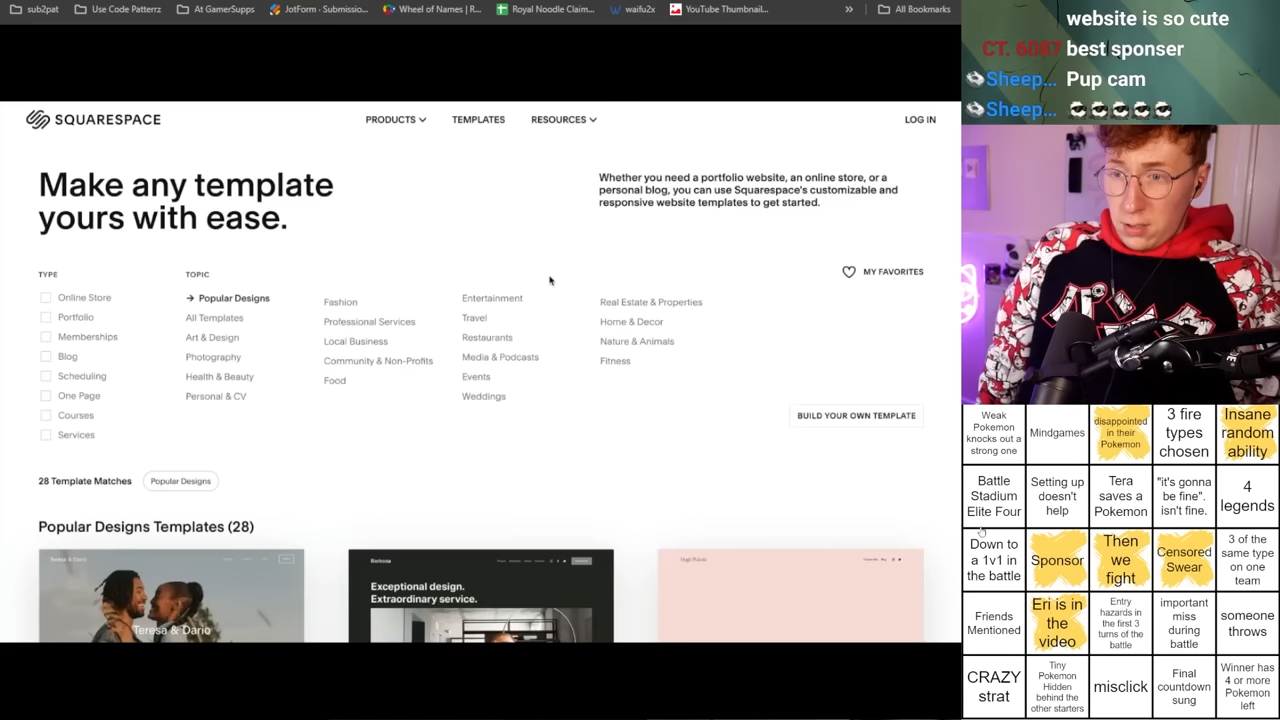 sub2pat
Use Code Patterrz
At GamerSupps
JotForm · Submissio...
Wheel of Names | R...
Royal Noodle Claim...
waifu2x
YouTube Thumbnail...
»
All Bookmarks
SQUARESPACE
PRODUCTS
TEMPLATES
RESOURCES
LOG IN
Make any template
yours with ease.
Whether you need a portfolio website, an online store, or a
personal blog, you can use Squarespace's customizable and
responsive website templates to get started.
MY FAVORITES
TYPE
Online Store
Portfolio
Memberships
Blog
Scheduling
One Page
Courses
Services
TOPIC
→ Popular Designs
All Templates
Art & Design
Photography
Health & Beauty
Personal & CV
Fashion
Professional Services
Local Business
Community & Non-Profits
Food
Entertainment
Travel
Restaurants
Media & Podcasts
Events
Weddings
Real Estate & Properties
Home & Decor
Nature & Animals
Fitness
BUILD YOUR OWN TEMPLATE
28 Template Matches
Popular Designs
Popular Designs Templates (28)
Teresa & Dario
Teresa & Dario
Barbosa
Exceptional design.
Extraordinary service.
website is so cute
CT. 6087 best sponser
Sheep... Pup cam
Sheep...
Weak
Pokemon
knocks out a
strong one
Mindgames
disappointed
in their
Pokemon
3 fire
types
chosen
Insane
random
ability
Battle
Stadium
Elite Four
Setting up
doesn't
help
Tera
saves a
Pokemon
"it's gonna
be fine".
isn't fine.
4
legends
Down to
a 1v1 in
the battle
Sponsor
Then
we
fight
Censored
Swear
3 of the
same type
on one
team
Friends
Mentioned
Eri is in
the
video
Entry
hazards in
the first 3
turns of the
battle
important
miss
during
battle
someone
throws
CRAZY
strat
Tiny
Pokemon
Hidden
behind the
other starters
misclick
Final
countdown
sung
Winner has
4 or more
Pokemon
left